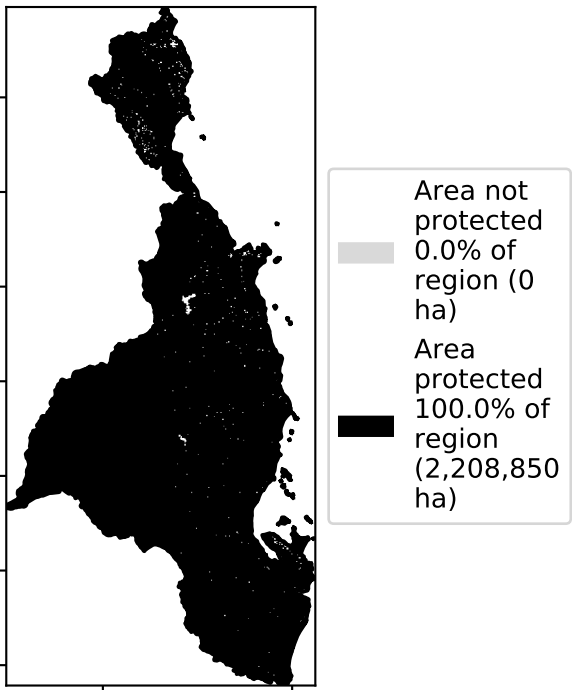 Area not
protected
0.0% of
region (0
ha)
Area
protected
100.0% of
region
(2,208,850
ha)